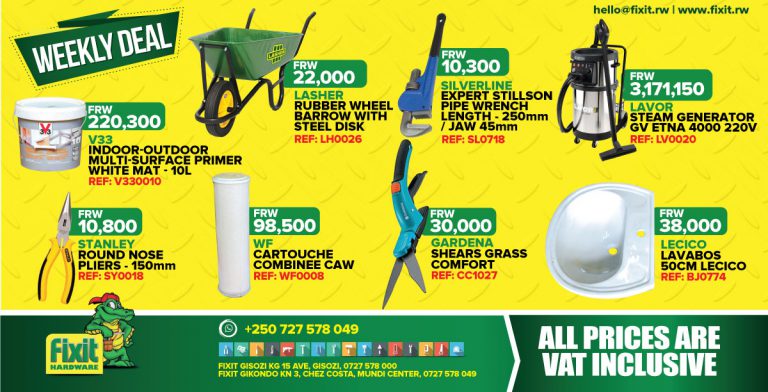 hello@fixit.rw | www.fixit.rw
WEEKLY DEAL
FRW
220,300
V33
INDOOR-OUTDOOR
MULTI-SURFACE PRIMER
WHITE MAT - 10L
REF: V330010
FRW
22,000
LASHER
RUBBER WHEEL
BARROW WITH
STEEL DISK
REF: LH0026
FRW
10,300
SILVERLINE
EXPERT STILLSON
PIPE WRENCH
LENGTH - 250mm
/ JAW 45mm
REF: SL0718
FRW
3,171,150
LAVOR
STEAM GENERATOR
GV ETNA 4000 220V
REF: LV0020
FRW
10,800
STANLEY
ROUND NOSE
PLIERS - 150mm
REF: SY0018
FRW
98,500
WF
CARTOUCHE
COMBINEE CAW
REF: WF0008
FRW
30,000
GARDENA
SHEARS GRASS
COMFORT
REF: CC1027
FRW
38,000
LECICO
LAVABOS
50CM LECICO
REF: BJ0774
Fixit
HARDWARE
+250 727 578 049
FIXIT GISOZI KG 15 AVE, GISOZI, 0727 578 000
FIXIT GIKONDO KN 3, CHEZ COSTA, MUNDI CENTER, 0727 578 049
ALL PRICES ARE
VAT INCLUSIVE